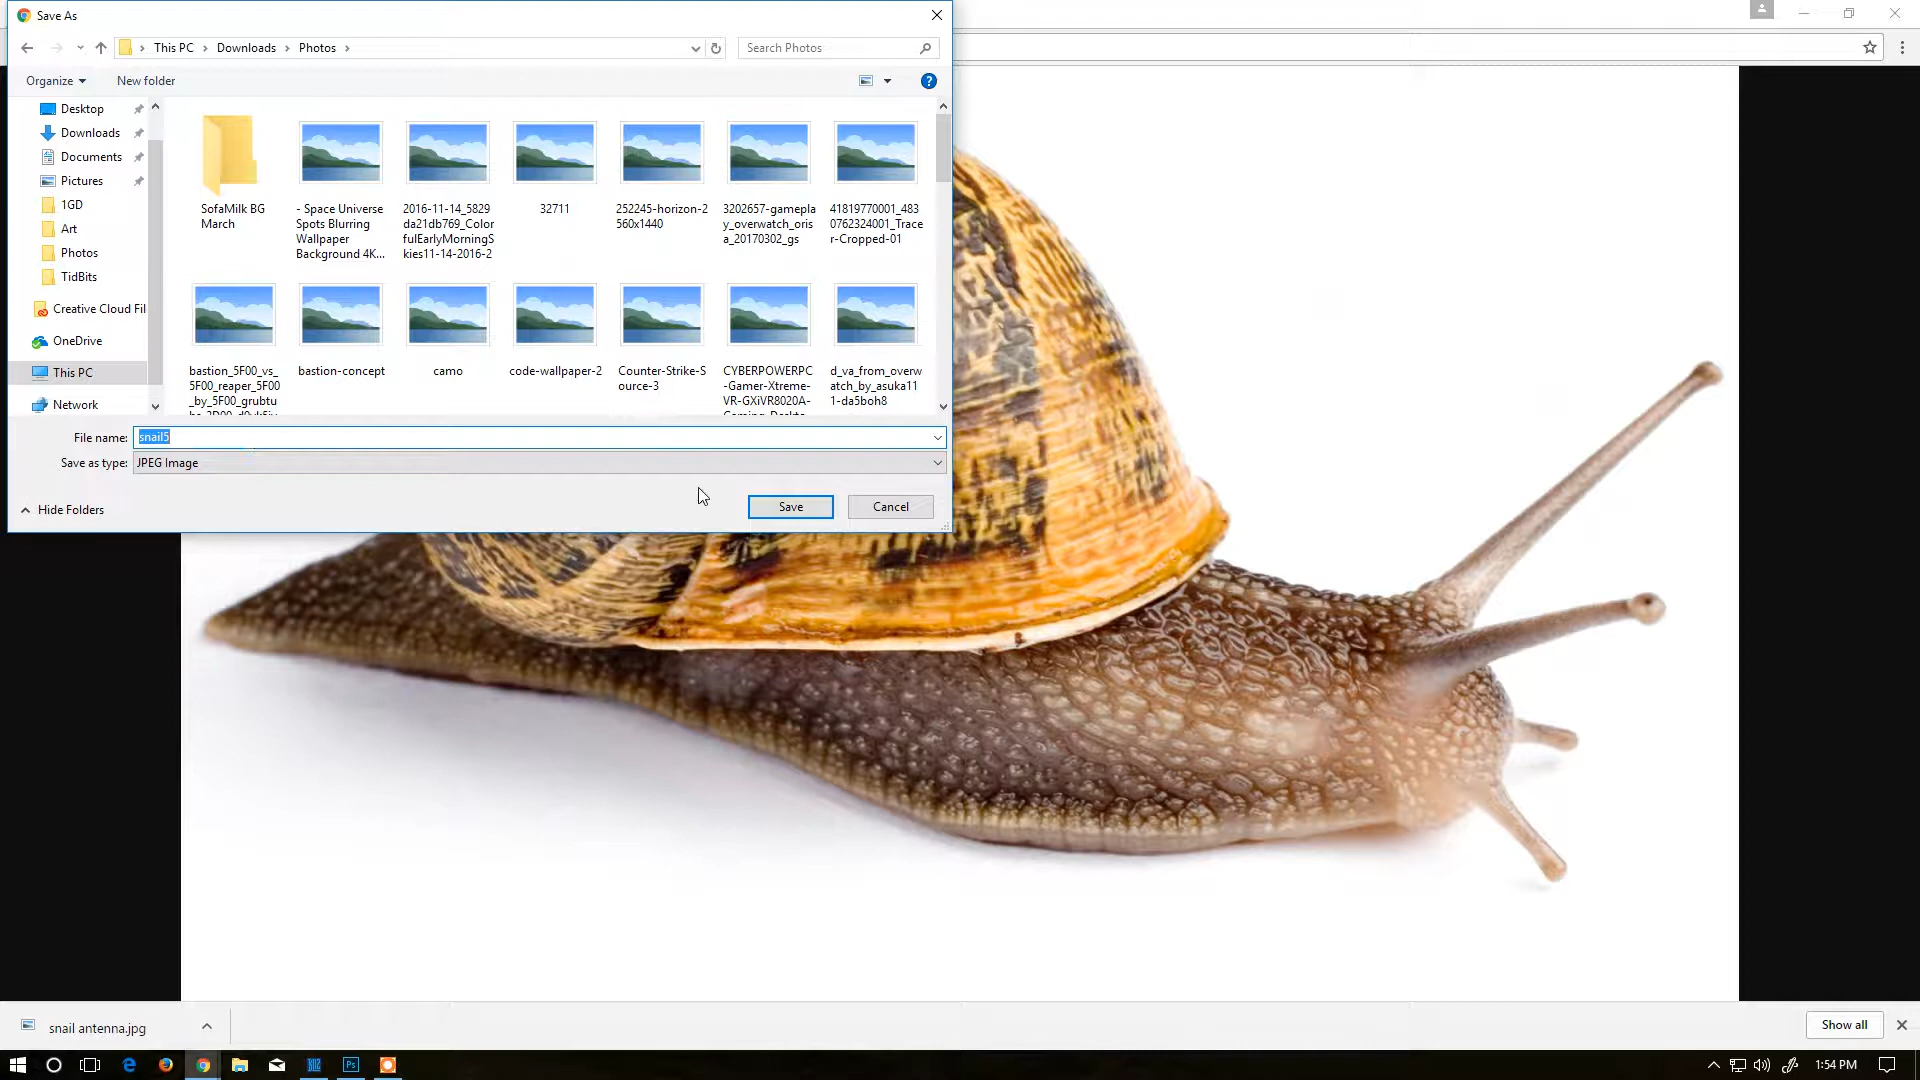 Save As
This PC > Downloads > Photos >
Search Photos
Organize
New folder
Desktop
Downloads
Documents
Pictures
1GD
Art
Photos
TidBits
Creative Cloud Fil
OneDrive
This PC
Network
SofaMilk BG
March
- Space Universe
Spots Blurring
Wallpaper
Background 4K...
2016-11-14_5829
da21db769_Color
fulEarlyMorningS
kies11-14-2016-2
32711
252245-horizon-2
560x1440
3202657-gamepla
y_overwatch_oris
a_20170302_gs
41819770001_483
0762324001_Trace
r-Cropped-01
bastion_5F00_vs_
5F00_reaper_5F00
_by_5F00_grubtu
bastion-concept
camo
code-wallpaper-2
Counter-Strike-S
ource-3
CYBERPOWERPC
-Gamer-Xtreme-
VR-GXiVR8020A-
d_va_from_overw
atch_by_asuka11
1-da5boh8
File name: snail5
Save as type: JPEG Image
Hide Folders
Save
Cancel
snail antenna.jpg
Show all
Ps
1:54 PM